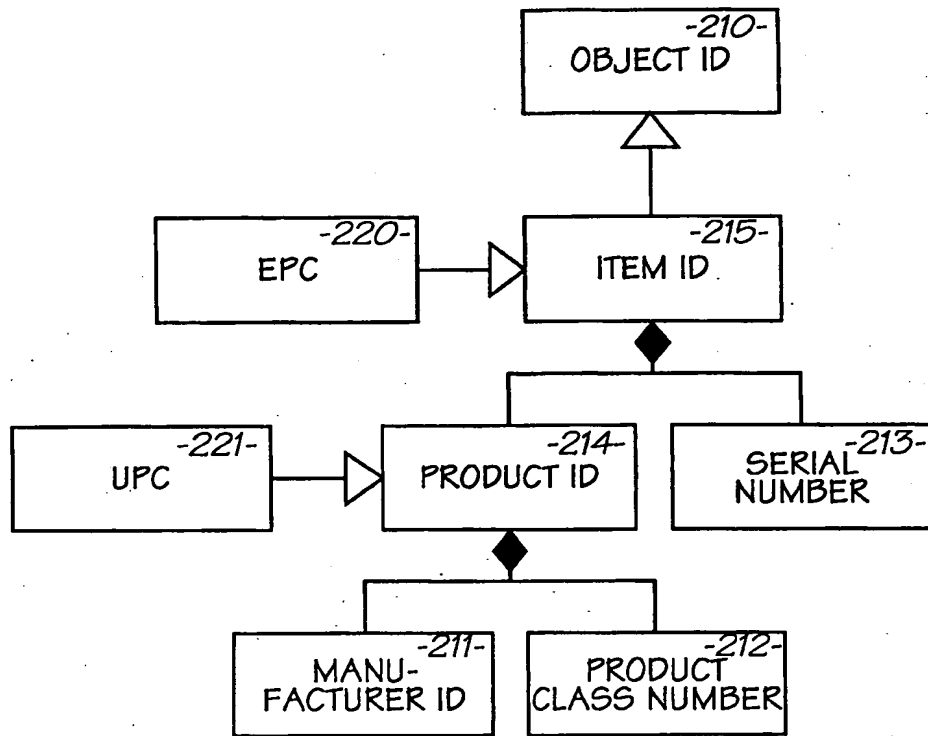 -210-
OBJECT ID
-220-
EPC
-215-
ITEM ID
-221-
UPC
-214-
PRODUCT ID
-213-
SERIAL
NUMBER
-211-
MANU-
FACTURER ID
-212-
PRODUCT
CLASS NUMBER